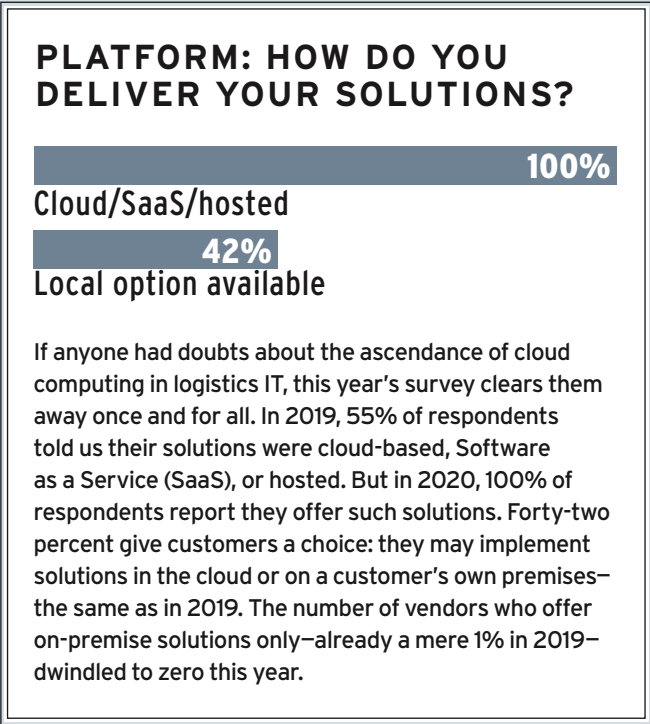 PLATFORM: HOW DO YOU
DELIVER YOUR SOLUTIONS?
100%
Cloud/SaaS/hosted
42%
Local option available
If anyone had doubts about the ascendance of cloud
computing in logistics IT, this year’s survey clears them
away once and for all. In 2019, 55% of respondents
told us their solutions were cloud-based, Software
as a Service (SaaS), or hosted. But in 2020, 100% of
respondents report they offer such solutions. Forty-two
percent give customers a choice: they may implement
solutions in the cloud or on a customer’s own premises—
the same as in 2019. The number of vendors who offer
on-premise solutions only—already a mere 1% in 2019—
dwindled to zero this year.